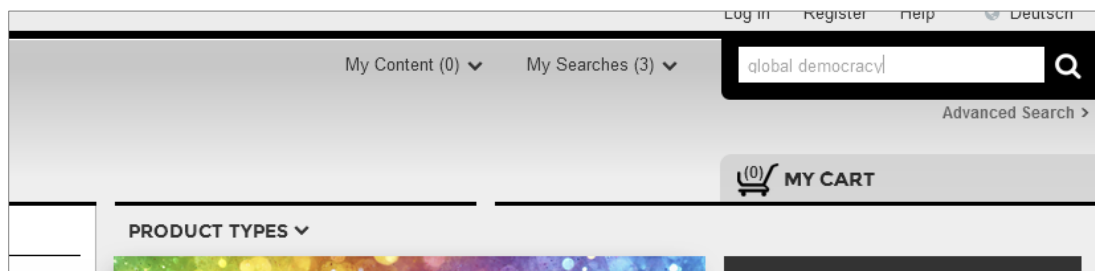 Log in Register Help Deutsch
My Content (0) My Searches (3) global democracy
Advanced Search >
(0) MY CART
PRODUCT TYPES